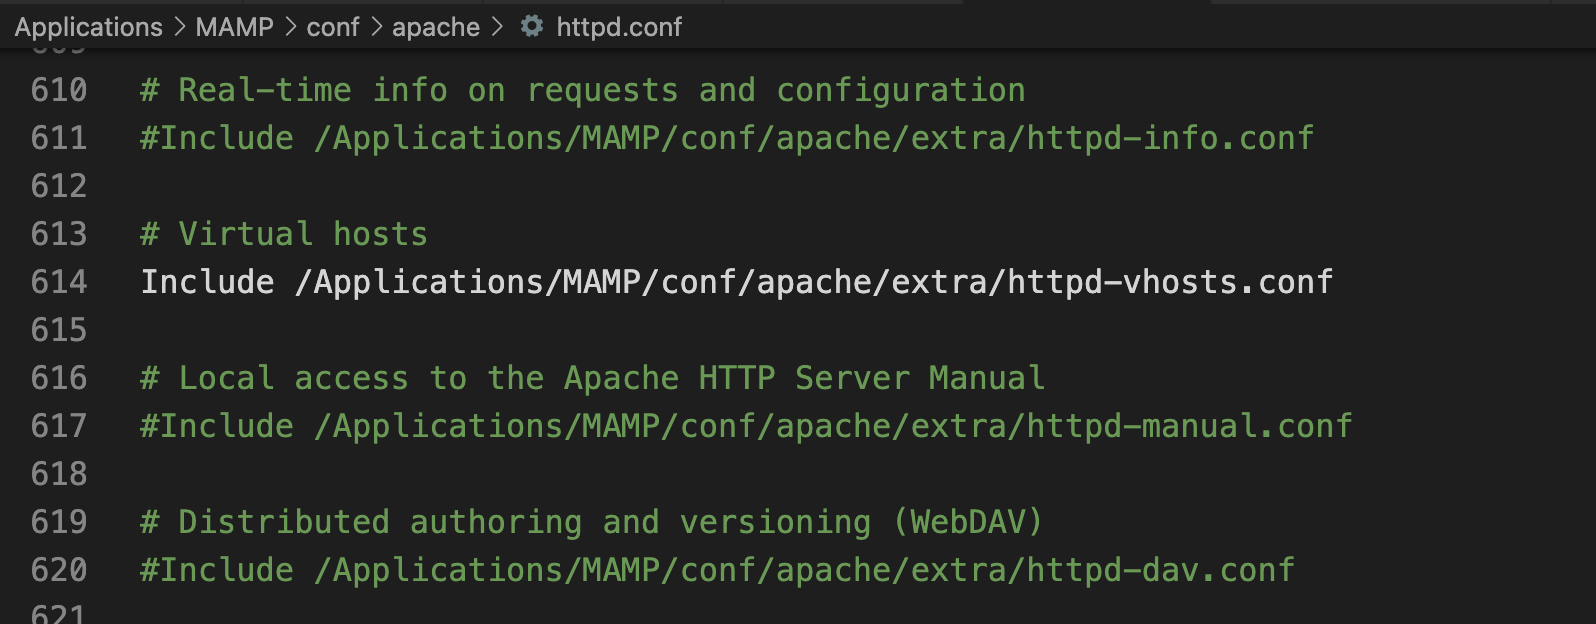 Applications > MAMP > conf > apache > httpd.conf
609
610 # Real-time info on requests and configuration
611 #Include /Applications/MAMP/conf/apache/extra/httpd-info.conf
612
613 # Virtual hosts
614 Include /Applications/MAMP/conf/apache/extra/httpd-vhosts.conf
615
616 # Local access to the Apache HTTP Server Manual
617 #Include /Applications/MAMP/conf/apache/extra/httpd-manual.conf
618
619 # Distributed authoring and versioning (WebDAV)
620 #Include /Applications/MAMP/conf/apache/extra/httpd-dav.conf
621